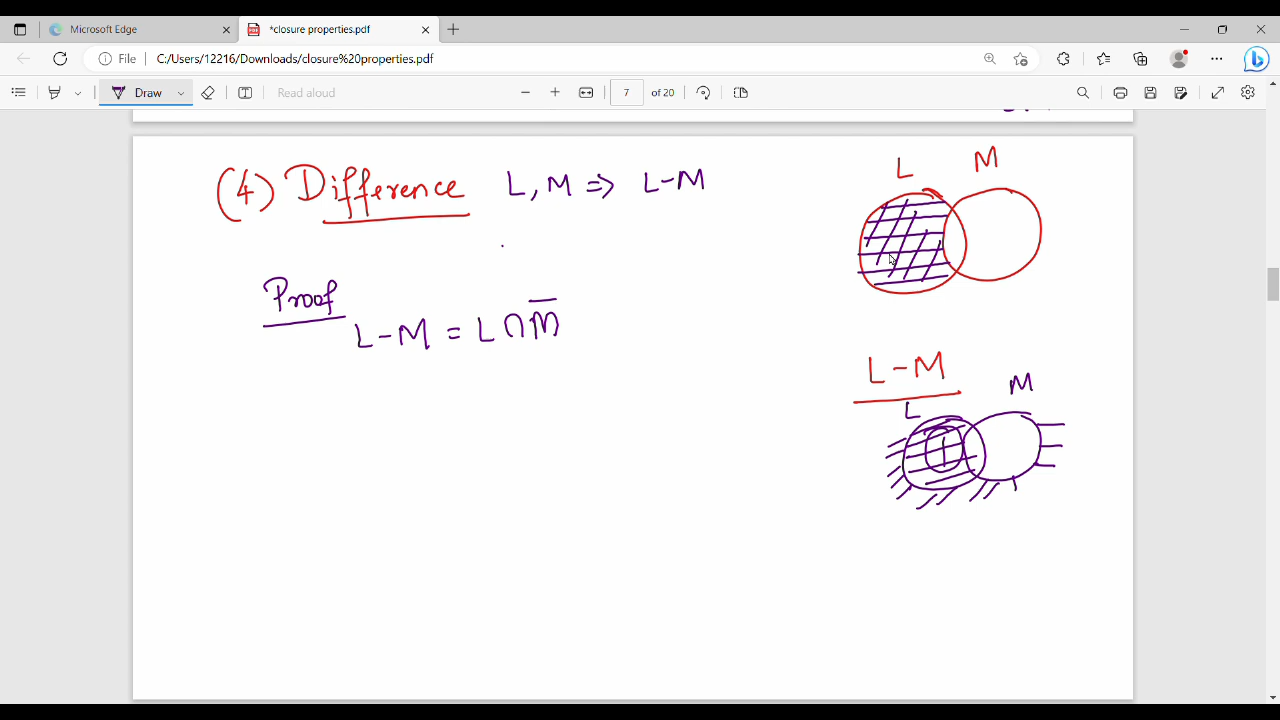 Microsoft Edge
*closure properties.pdf
File C:/Users/12216/Downloads/closure%20properties.pdf
Draw
Read aloud
7 of 20
(4) Difference L, M ⇒ L-M
L M
Proof
L-M = L∩M̅
L-M
L M